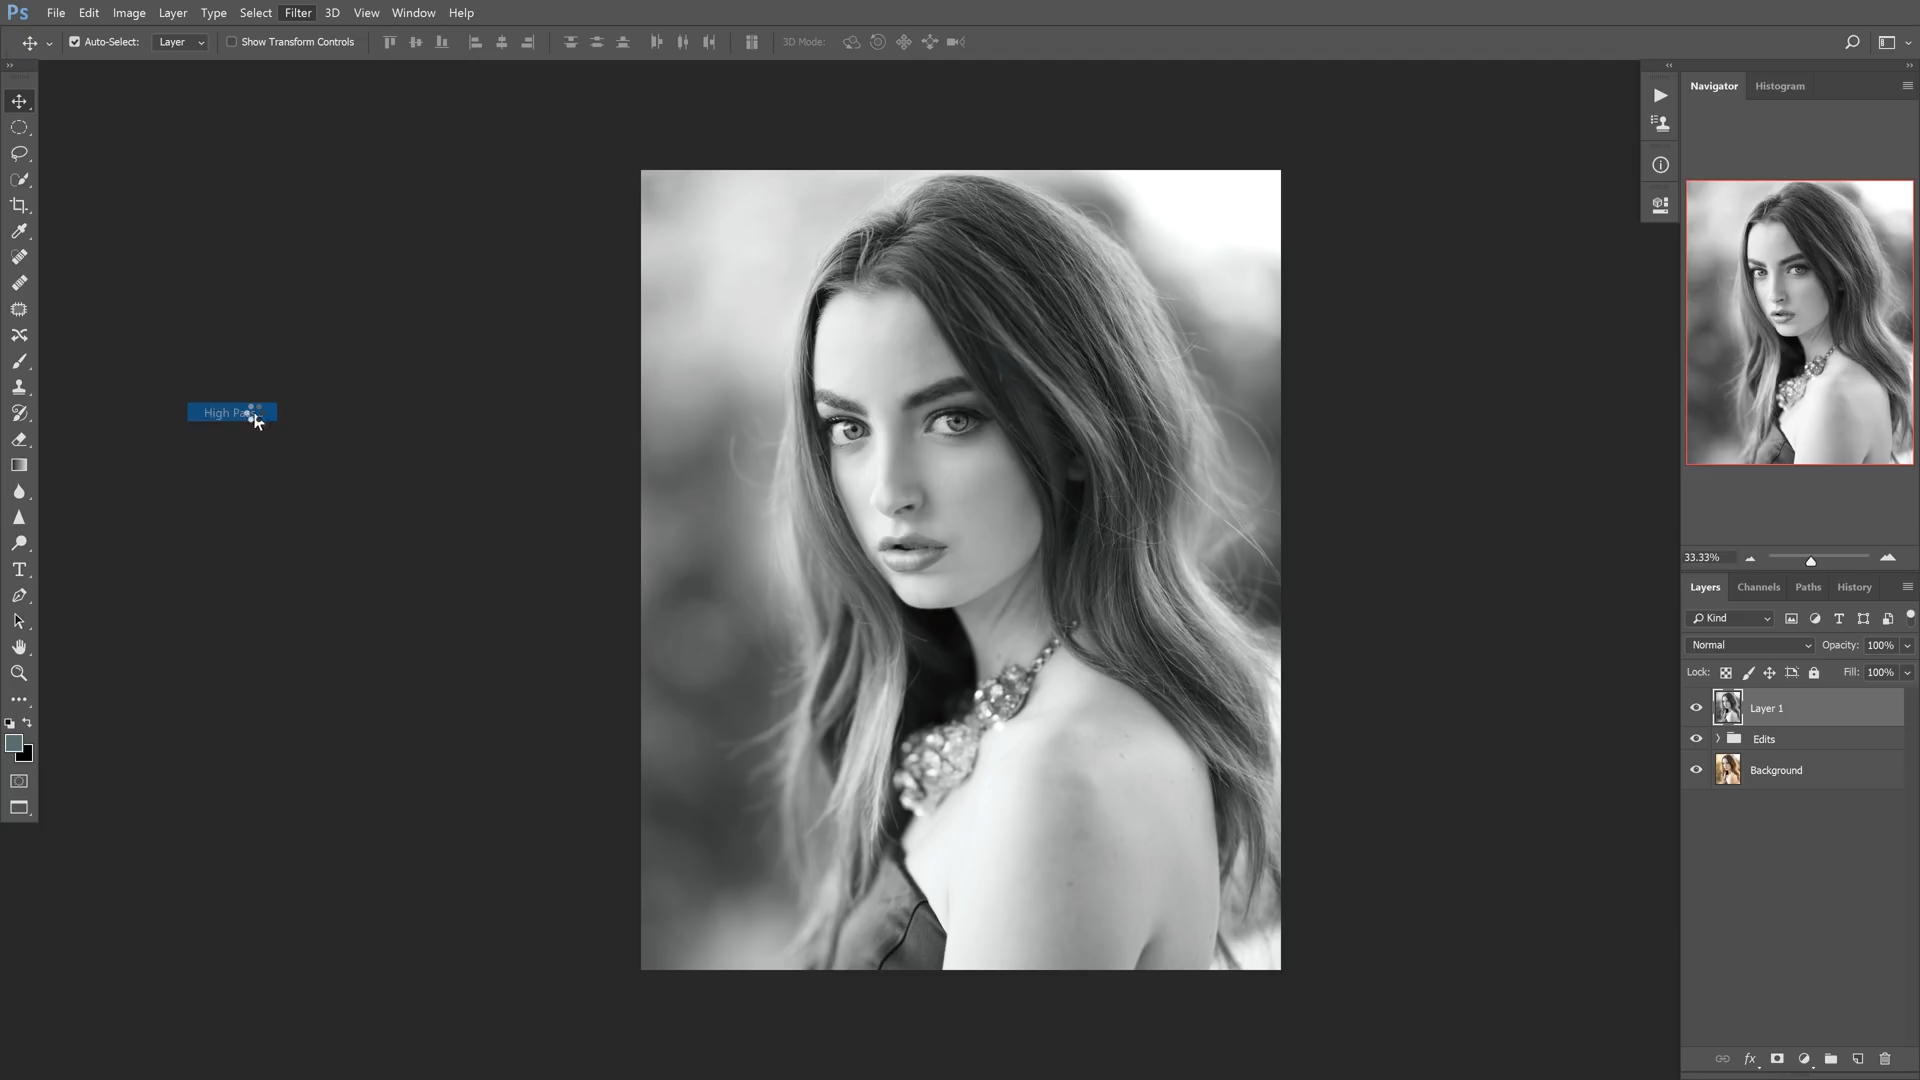 Ps File Edit Image Layer Type Select Filter 3D View Window Help
Auto-Select: Layer Show Transform Controls 3D Mode:
Navigator Histogram
High Pass...
33.33%
Layers Channels Paths History
Kind
Normal Opacity: 100%
Lock: Fill: 100%
Layer 1
Edits
Background
fx